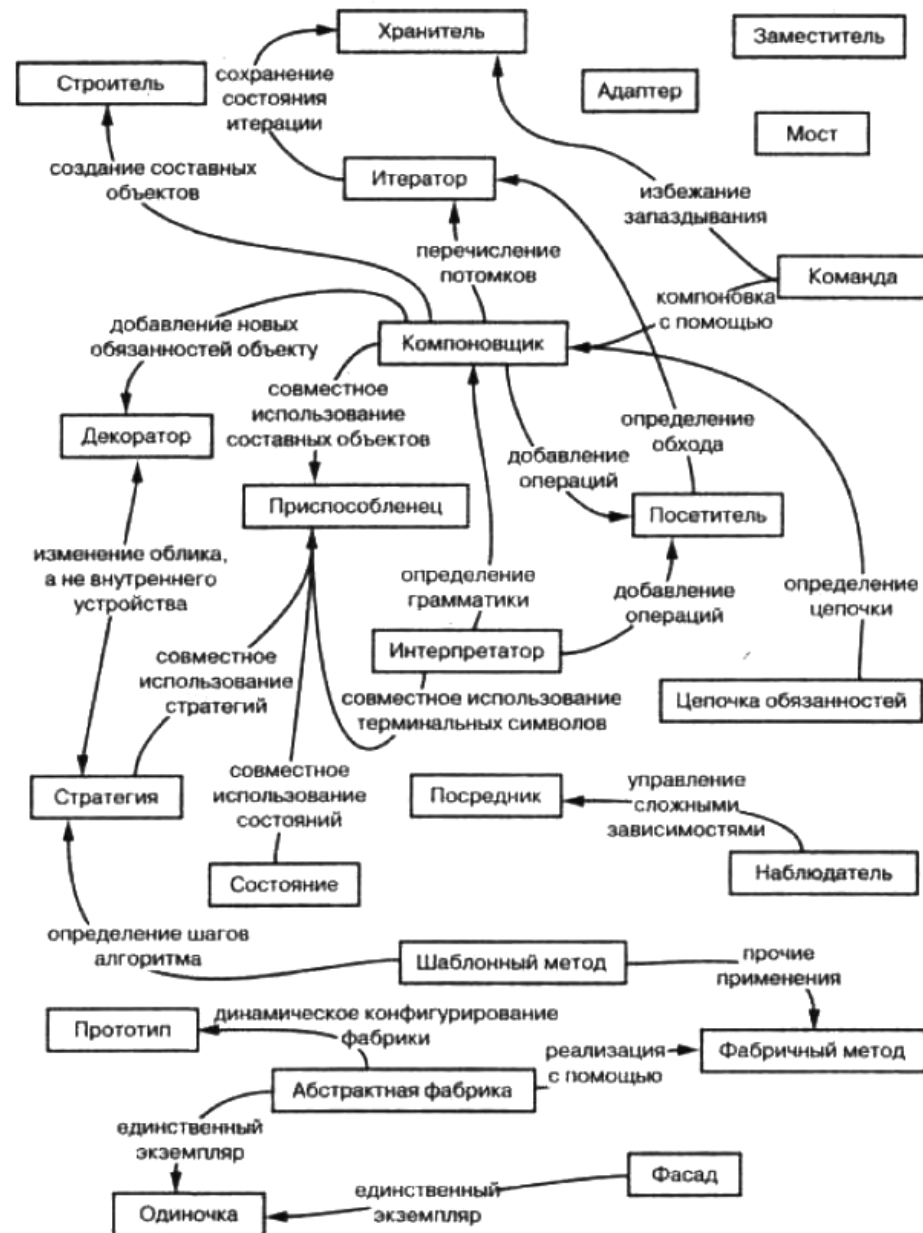 Хранитель
Заместитель
сохранение
состояния
итерации
Строитель
Адаптер
Мост
создание составных
объектов
Итератор
избежание
запаздывания
перечисление
потомков
Команда
компоновка
с помощью
добавление новых
обязанностей объекту
Компоновщик
совместное
использование
составных объектов
Декоратор
определение
обхода
добавление
операций
Приспособленец
Посетитель
изменение облика,
а не внутреннего
устройства
определение
грамматики
добавление
операций
определение
цепочки
совместное
использование
стратегий
Интерпретатор
совместное использование
терминальных символов
Цепочка обязанностей
Стратегия
совместное
использование
состояний
Посредник
управление
сложными
зависимостями
Состояние
Наблюдатель
определение шагов
алгоритма
Шаблонный метод
прочие
применения
Прототип
динамическое конфигурирование
фабрики
реализация
с помощью
Фабричный метод
Абстрактная фабрика
единственный
экземпляр
Фасад
Одиночка
единственный
экземпляр